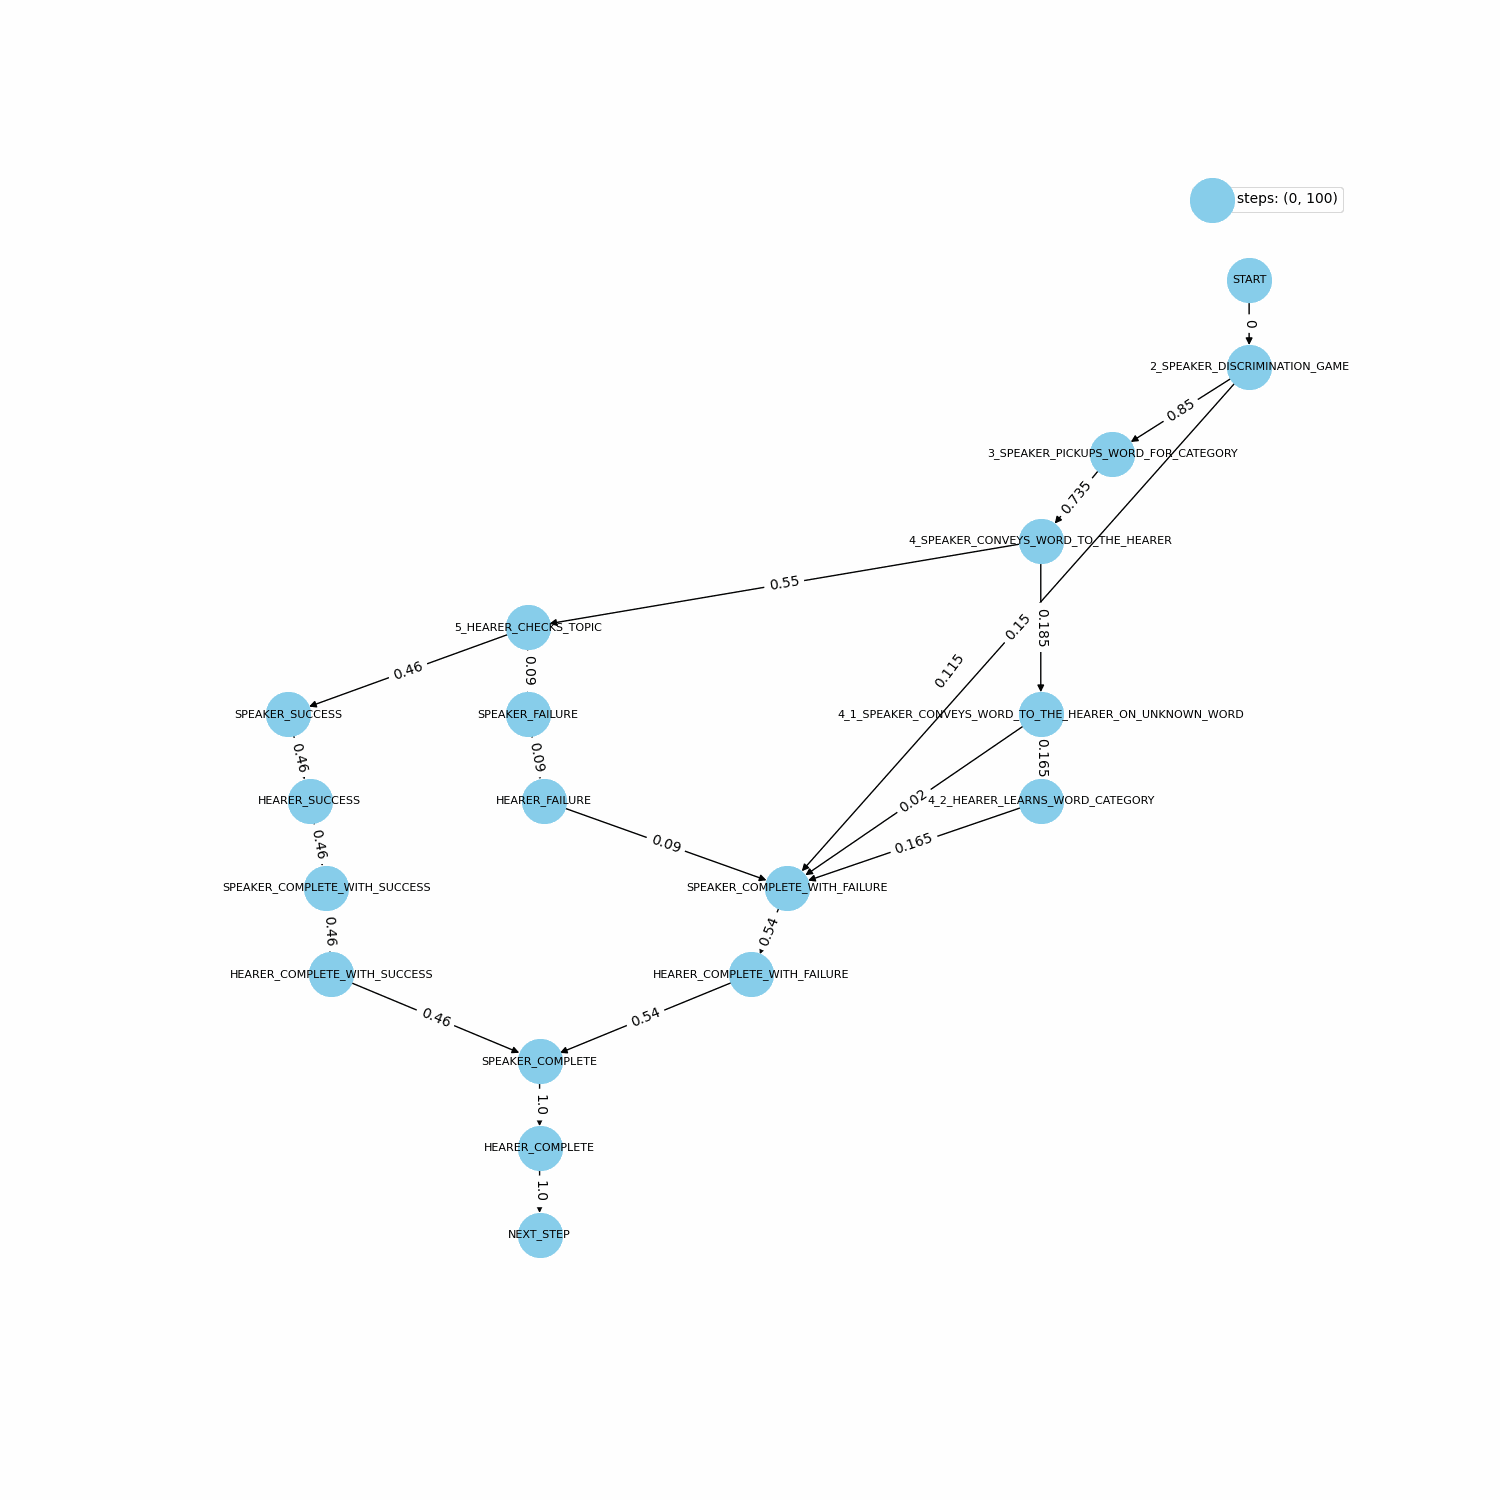 steps: (0, 100)
START
0
2_SPEAKER_DISCRIMINATION_GAME
0.85
3_SPEAKER_PICKUPS_WORD_FOR_CATEGORY
0.735
4_SPEAKER_CONVEYS_WORD_TO_THE_HEARER
0.55
0.15
0.185
5_HEARER_CHECKS_TOPIC
0.46
0.09
0.115
SPEAKER_SUCCESS
SPEAKER_FAILURE
4_1_SPEAKER_CONVEYS_WORD_TO_THE_HEARER_ON_UNKNOWN_WORD
0.46
0.09
0.165
HEARER_SUCCESS
HEARER_FAILURE
0.02
4_2_HEARER_LEARNS_WORD_CATEGORY
0.46
0.09
0.165
SPEAKER_COMPLETE_WITH_SUCCESS
SPEAKER_COMPLETE_WITH_FAILURE
0.46
0.54
HEARER_COMPLETE_WITH_SUCCESS
HEARER_COMPLETE_WITH_FAILURE
0.46
0.54
SPEAKER_COMPLETE
1.0
HEARER_COMPLETE
1.0
NEXT_STEP